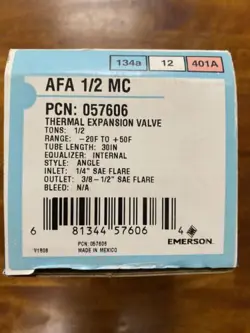 134a 12 401A
AFA 1/2 MC
PCN: 057606
THERMAL EXPANSION VALVE
TONS: 1/2
RANGE: -20F TO +50F
TUBE LENGTH: 30IN
EQUALIZER: INTERNAL
STYLE: ANGLE
INLET: 1/4" SAE FLARE
OUTLET: 3/8-1/2" SAE FLARE
BLEED: N/A
6 81344 57606 4
EMERSON.
PCN: 057606
V1808 MADE IN MEXICO